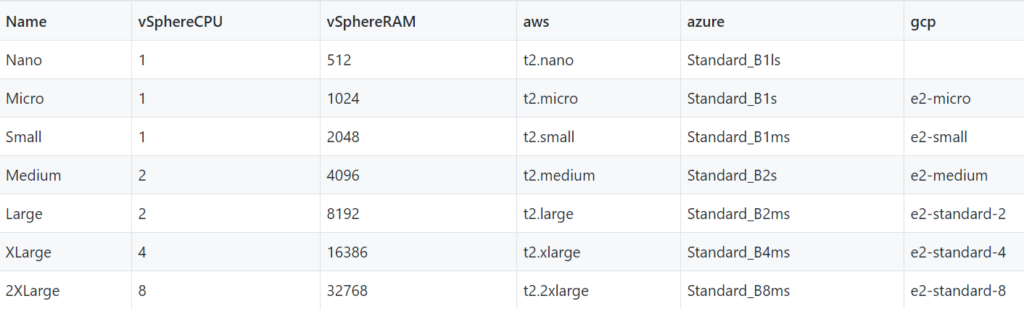 Name vSphereCPU vSphereRAM aws azure gcp
Nano 1 512 t2.nano Standard_B1ls
Micro 1 1024 t2.micro Standard_B1s e2-micro
Small 1 2048 t2.small Standard_B1ms e2-small
Medium 2 4096 t2.medium Standard_B2s e2-medium
Large 2 8192 t2.large Standard_B2ms e2-standard-2
XLarge 4 16386 t2.xlarge Standard_B4ms e2-standard-4
2XLarge 8 32768 t2.2xlarge Standard_B8ms e2-standard-8